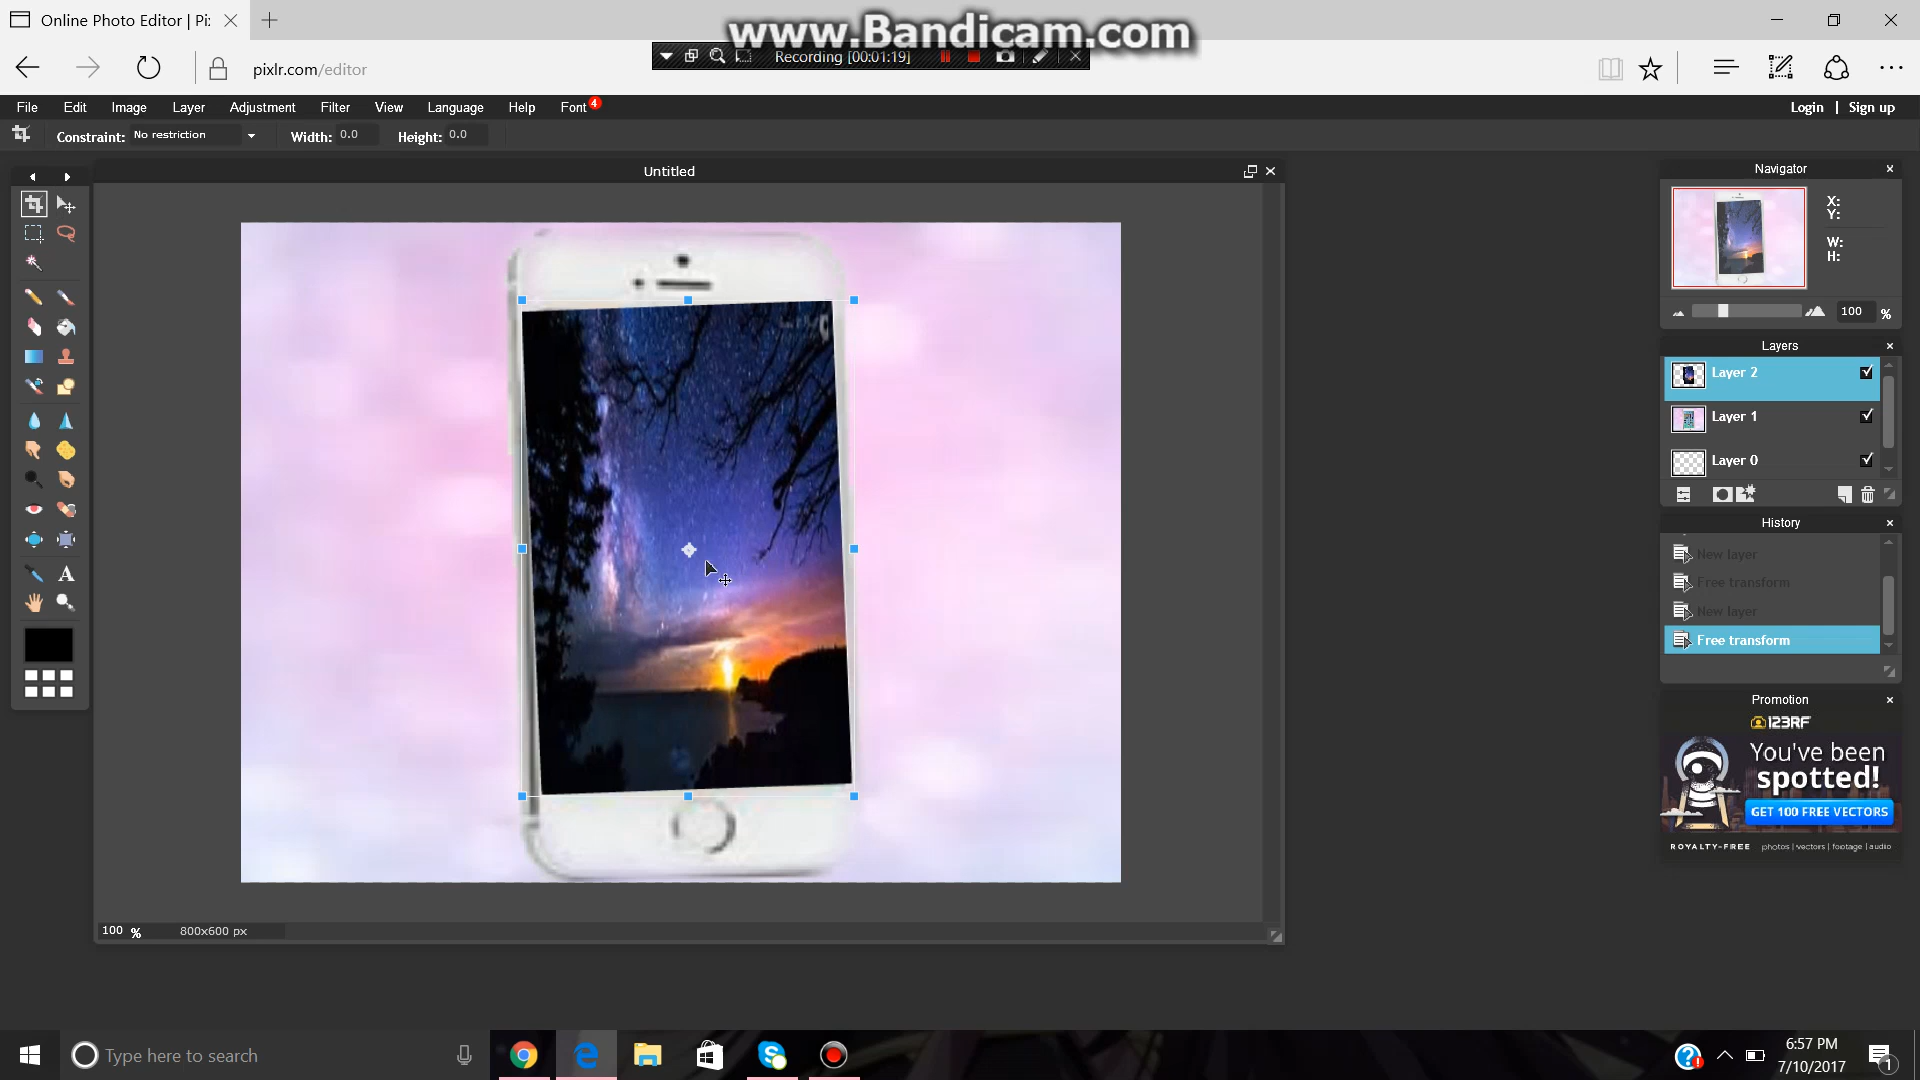 Online Photo Editor | Pi:
www.Bandicam.com
Recording [00:01:19]
pixlr.com/editor
File Edit Image Layer Adjustment Filter View Language Help Font 4
Login | Sign up
Constraint: No restriction Width: 0.0 Height: 0.0
Untitled
Navigator
X:
Y:
W:
H:
100 %
Layers
Layer 2
Layer 1
Layer 0
History
New layer
Free transform
New layer
Free transform
Promotion
123RF
You've been
spotted!
GET 100 FREE VECTORS
ROYALTY-FREE photos | vectors | footage | audio
100 % 800x600 px
Type here to search
6:57 PM
7/10/2017
1